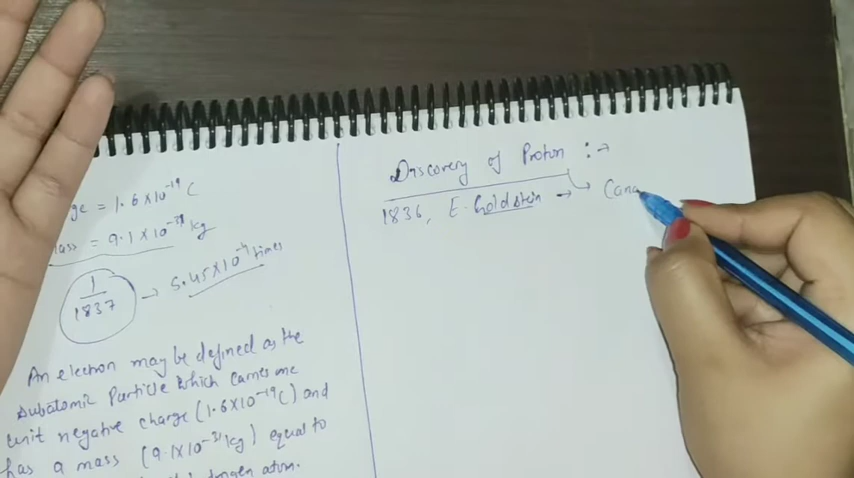 ge = 1.6 X 10⁻¹⁹ C
ass = 9.1 X 10⁻³¹ kg
1/1837 → 5.45 X 10⁻⁴ times
An electron may be defined as the
subatomic Particle which carries one
unit negative charge (1.6 X 10⁻¹⁹ C) and
has a mass (9.1 X 10⁻³¹ kg) equal to
atom.
Discovery of Proton :→
1836, E-Goldstein → → Cana